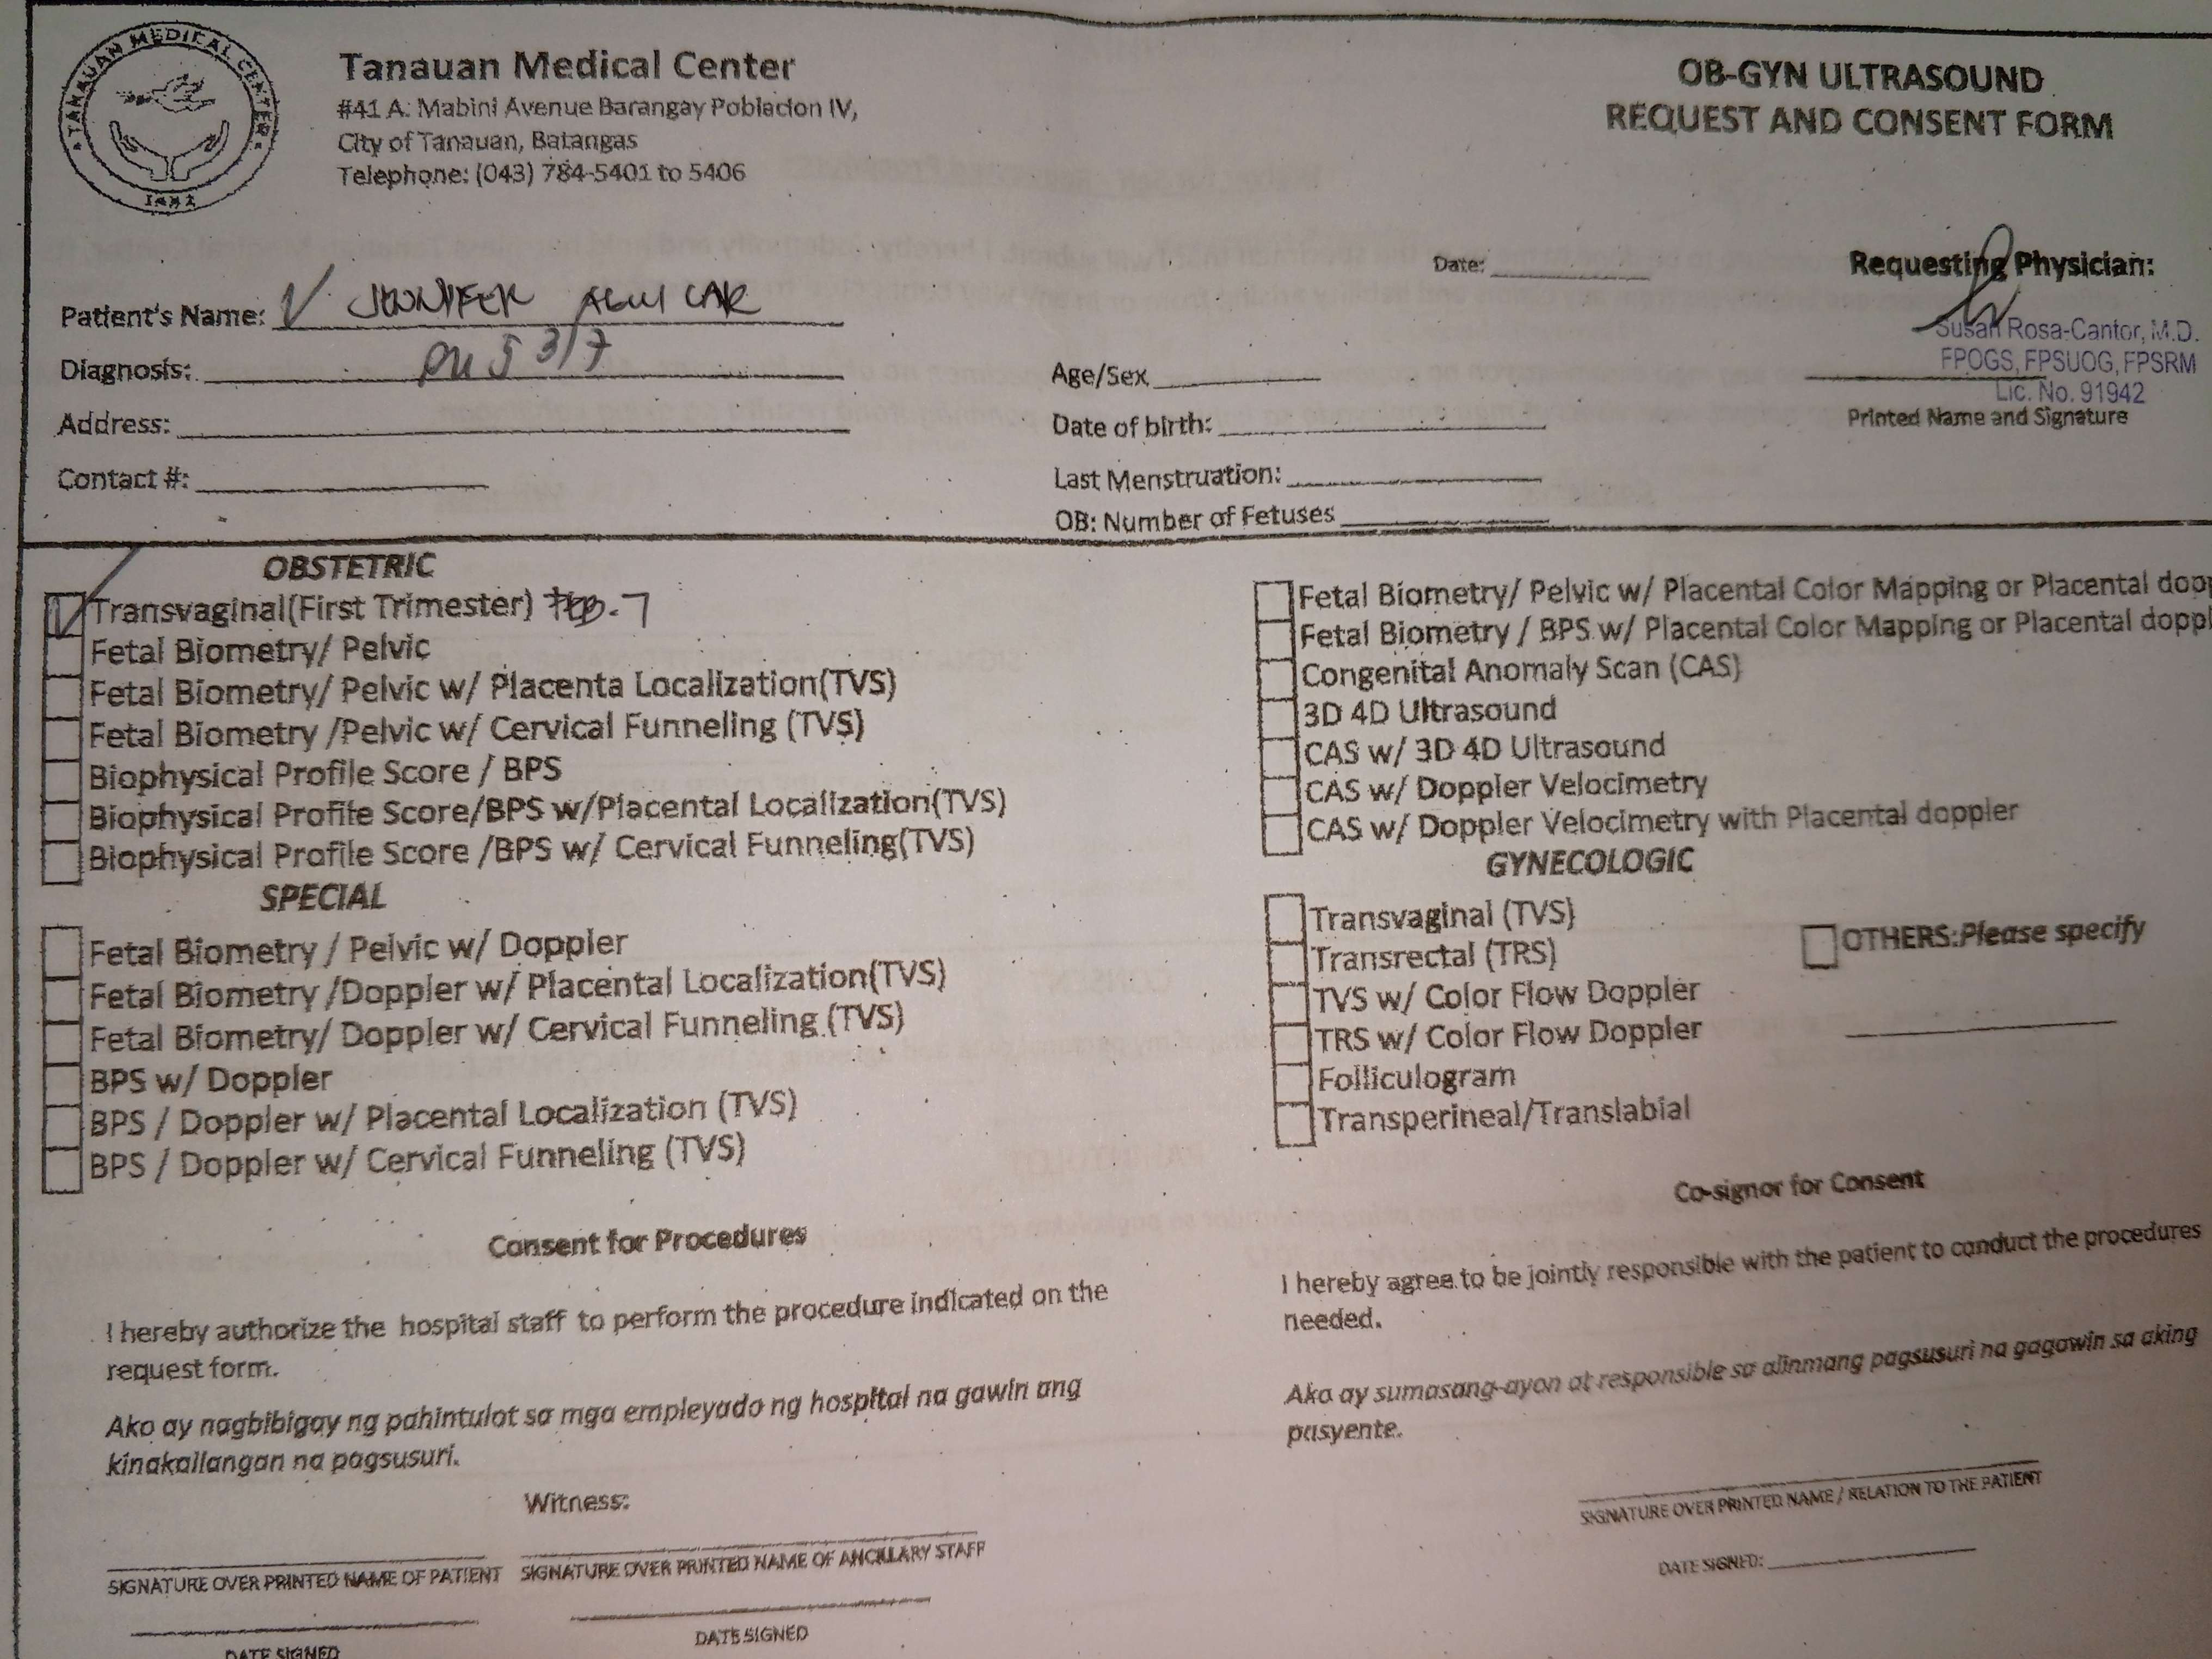 TANAUAN MEDICAL CENTER
Tanauan Medical Center
#41 A. Mabini Avenue Barangay Poblacion IV,
City of Tanauan, Batangas
Telephone: (043) 784-5401 to 5406
OB-GYN ULTRASOUND
REQUEST AND CONSENT FORM
Patient's Name: JENNIFER
Date:
Requesting Physician:
Susan Rosa-Cantor, M.D.
FPOGS, FPSUOG, FPSRM
Lic. No. 91942
Printed Name and Signature
Diagnosis: PU 5 3/7
Age/Sex
Address:
Date of birth:
Contact #:
Last Menstruation:
OB: Number of Fetuses
OBSTETRIC
Transvaginal(First Trimester) Feb. 7
Fetal Biometry/ Pelvic
Fetal Biometry/ Pelvic w/ Placenta Localization(TVS)
Fetal Biometry /Pelvic w/ Cervical Funneling (TVS)
Biophysical Profile Score / BPS
Biophysical Profile Score/BPS w/Placental Localization(TVS)
Biophysical Profile Score /BPS w/ Cervical Funneling(TVS)
SPECIAL
Fetal Biometry / Pelvic w/ Doppler
Fetal Biometry /Doppler w/ Placental Localization(TVS)
Fetal Biometry/ Doppler w/ Cervical Funneling (TVS)
BPS w/ Doppler
BPS / Doppler w/ Placental Localization (TVS)
BPS / Doppler w/ Cervical Funneling (TVS)
Fetal Biometry/ Pelvic w/ Placental Color Mapping or Placental dop
Fetal Biometry / BPS w/ Placental Color Mapping or Placental doppl
Congenital Anomaly Scan (CAS)
3D 4D Ultrasound
CAS w/ 3D 4D Ultrasound
CAS w/ Doppler Velocimetry
CAS w/ Doppler Velocimetry with Placental doppler
GYNECOLOGIC
Transvaginal (TVS)
Transrectal (TRS)
TVS w/ Color Flow Doppler
TRS w/ Color Flow Doppler
Folliculogram
Transperineal/Translabial
OTHERS:Please specify
Consent for Procedures
I hereby authorize the hospital staff to perform the procedure indicated on the
request form.
Ako ay nagbibigay ng pahintulot sa mga empleyado ng hospital na gawin ang
kinakailangan na pagsusuri.
Witness:
SIGNATURE OVER PRINTED NAME OF PATIENT
SIGNATURE OVER PRINTED NAME OF ANCILLARY STAFF
DATE SIGNED
DATE SIGNED
Co-signor for Consent
I hereby agree to be jointly responsible with the patient to conduct the procedures
needed.
Ako ay sumasang-ayon at responsible sa alinmang pagsusuri na gagawin sa aking
pasyente.
SIGNATURE OVER PRINTED NAME / RELATION TO THE PATIENT
DATE SIGNED: